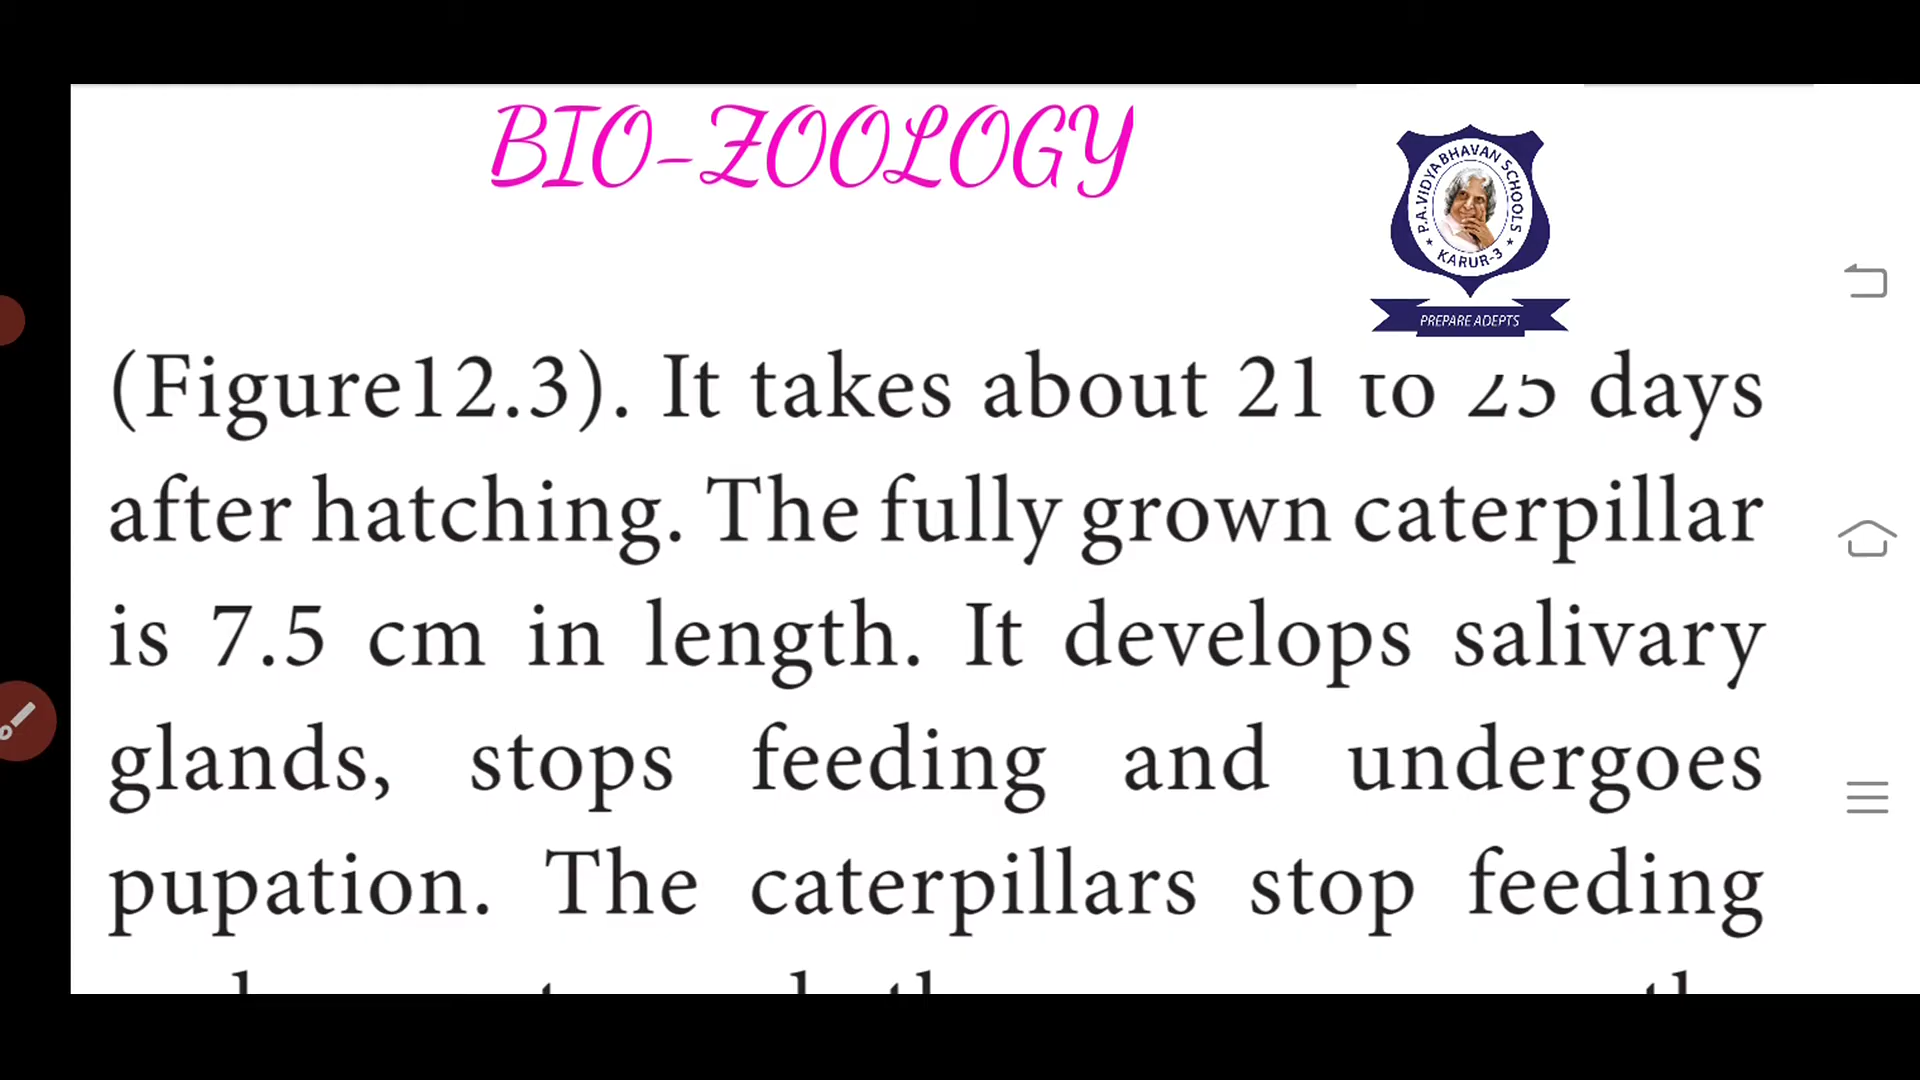 BIO-ZOOLOGY
P.A.VIDYABHAVAN SCHOOLS
KARUR-3
PREPARE ADEPTS
(Figure12.3). It takes about 21 to 25 days
after hatching. The fully grown caterpillar
is 7.5 cm in length. It develops salivary
glands, stops feeding and undergoes
pupation. The caterpillars stop feeding